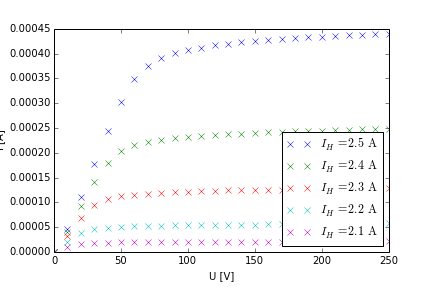 0.00045
0.00040
0.00035
0.00030
0.00025
0.00020
0.00015
0.00010
0.00005
0.00000
0 50 100 150 200 250
U [V]
I_H =2.5 A
I_H =2.4 A
I_H =2.3 A
I_H =2.2 A
I_H =2.1 A